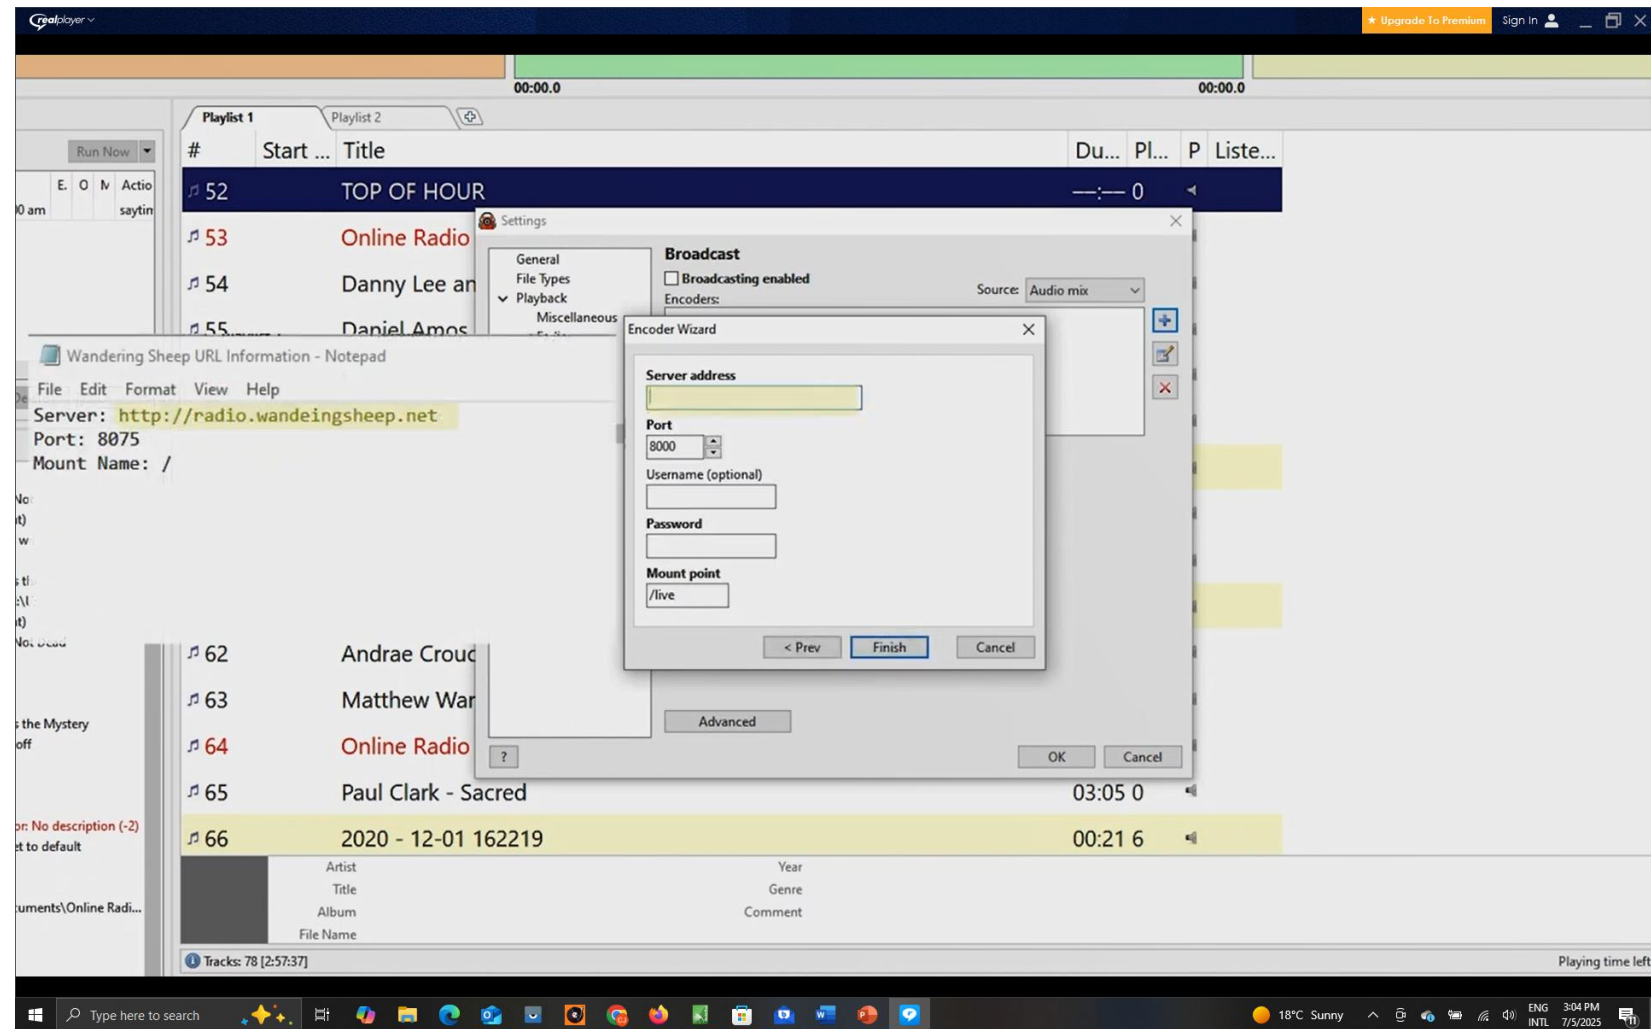 realplayer
★ Upgrade To Premium
Sign In
00:00.0
00:00.0
Playlist 1
Playlist 2
Run Now
# Start ... Title Du... Pl... P Liste...
E. O M Actio
00 am saytin
52 TOP OF HOUR --:-- 0
53 Online Radio
54 Danny Lee an
55 Daniel Amos
Settings
General
File Types
Playback
Miscellaneous
Broadcast
Broadcasting enabled
Encoders:
Source: Audio mix
Encoder Wizard
Server address
Port
8000
Username (optional)
Password
Mount point
/live
< Prev
Finish
Cancel
Advanced
?
OK
Cancel
Wandering Sheep URL Information - Notepad
File Edit Format View Help
Server: http://radio.wandeingsheep.net
Port: 8075
Mount Name: /
62 Andrae Crouc
63 Matthew War
64 Online Radio
65 Paul Clark - Sacred 03:05 0
66 2020 - 12-01 162219 00:21 6
s the Mystery
off
or: No description (-2)
et to default
cuments\Online Radi...
Artist
Title
Album
File Name
Year
Genre
Comment
Tracks: 78 [2:57:37]
Playing time left
Type here to search
18°C Sunny
ENG
INTL
3:04 PM
7/5/2025